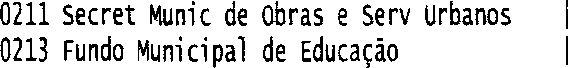 0211 Secret Munic de Obras e Serv Urbanos
0213 Fundo Municipal de Educação